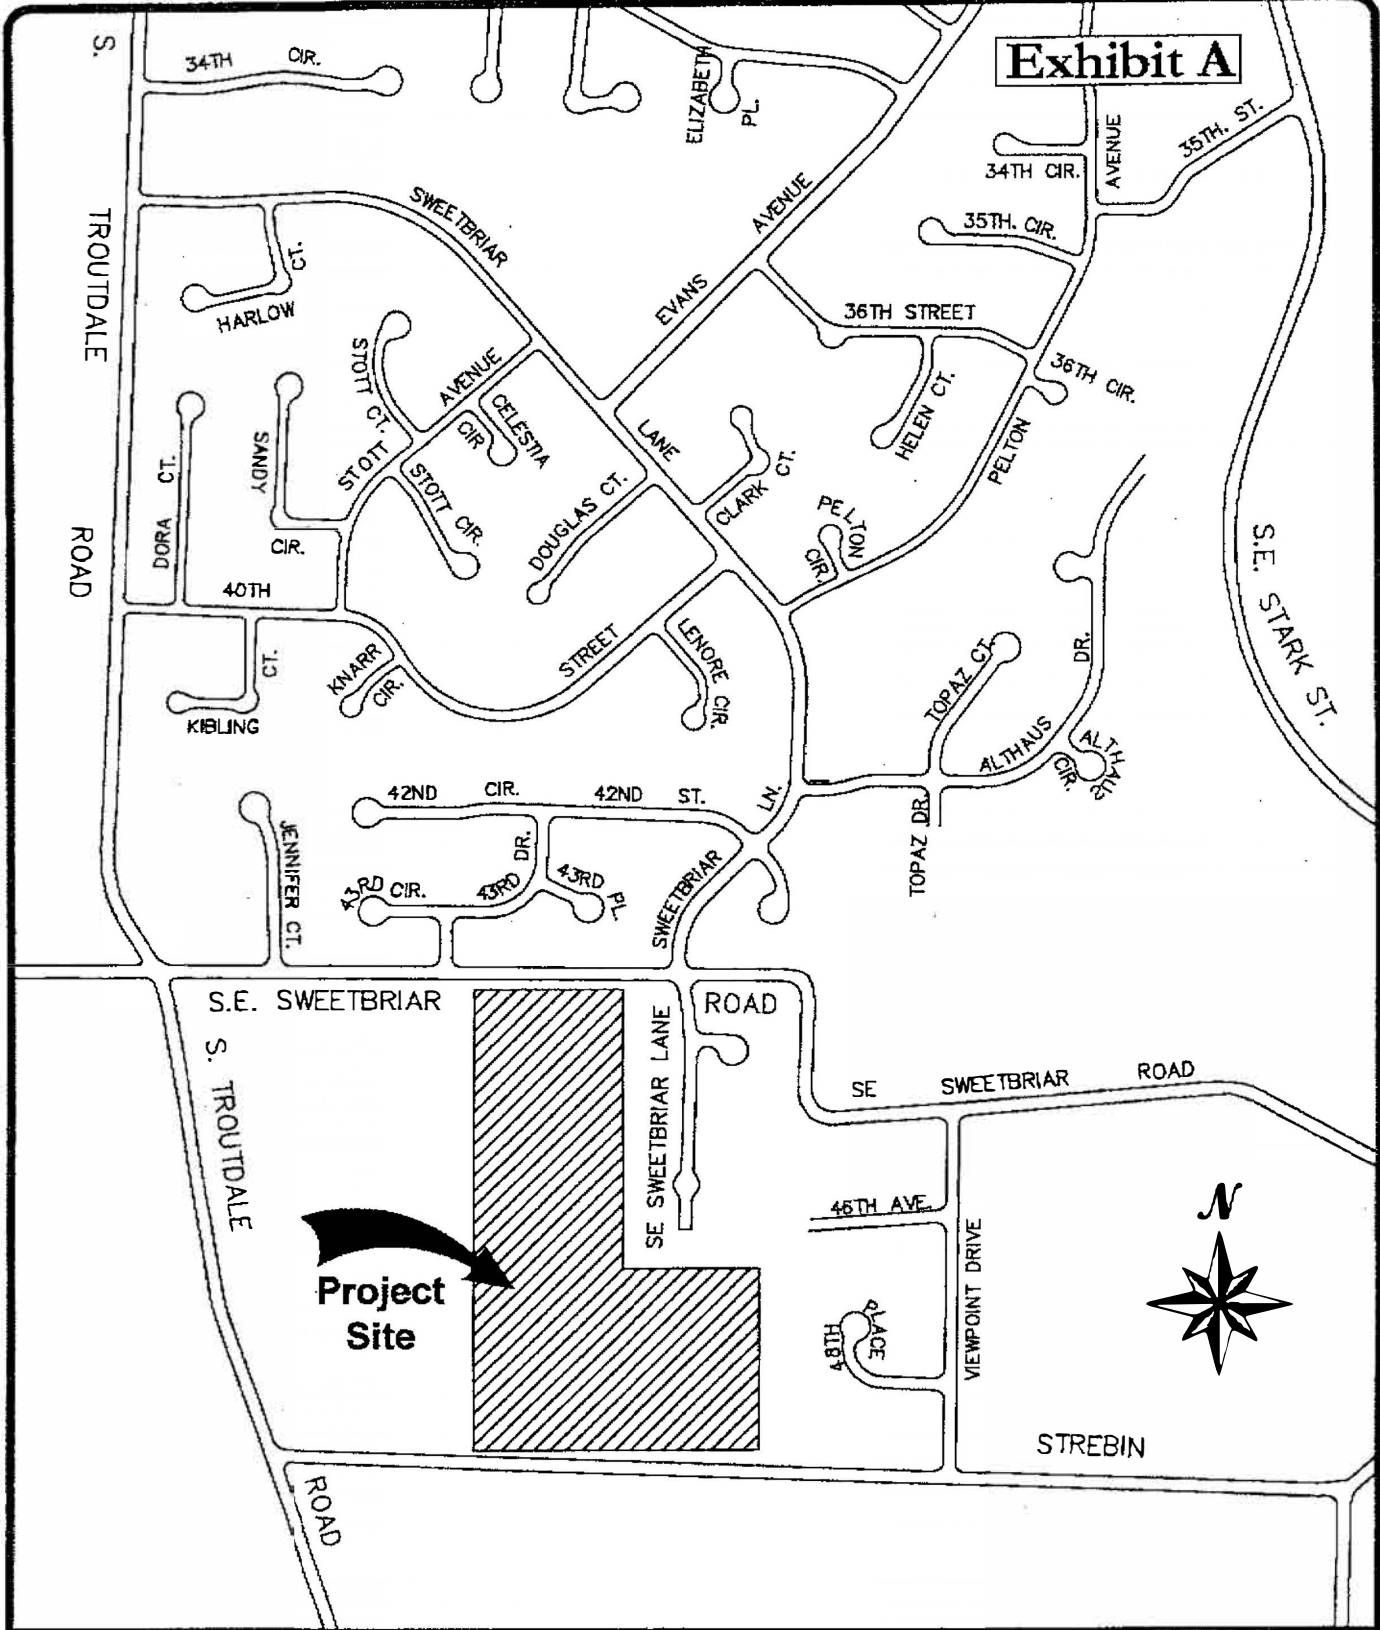 Exhibit A
S.
TROUTDALE
ROAD
34TH CIR.
ELIZABETH
PL.
34TH CIR.
AVENUE
35TH. ST.
35TH. CIR.
SWEETBRIAR
LANE
EVANS AVENUE
CT.
HARLOW
36TH STREET
36TH CIR.
HELEN CT.
PELTON
STOTT CT.
STOTT AVENUE
CELESTIA
CIR
STOTT CIR.
SANDY
CIR.
DORA CT.
DOUGLAS CT.
CLARK CT.
PELTON
CIR.
S.E. STARK ST.
40TH
STREET
CT.
KIBLING
KNARR
CIR.
LENORE CIR.
TOPAZ CT.
ALTHAUS
DR.
ALTHAUS
CIR.
TOPAZ DR.
42ND CIR.
42ND ST.
LN.
SWEETBRIAR
JENNIFER CT.
43RD CIR.
43RD
DR.
43RD
PL.
S.E. SWEETBRIAR
ROAD
SE SWEETBRIAR LANE
SE SWEETBRIAR ROAD
S. TROUTDALE
ROAD
46TH AVE.
VIEWPOINT DRIVE
48TH
PLACE
Project
Site
N
STREBIN